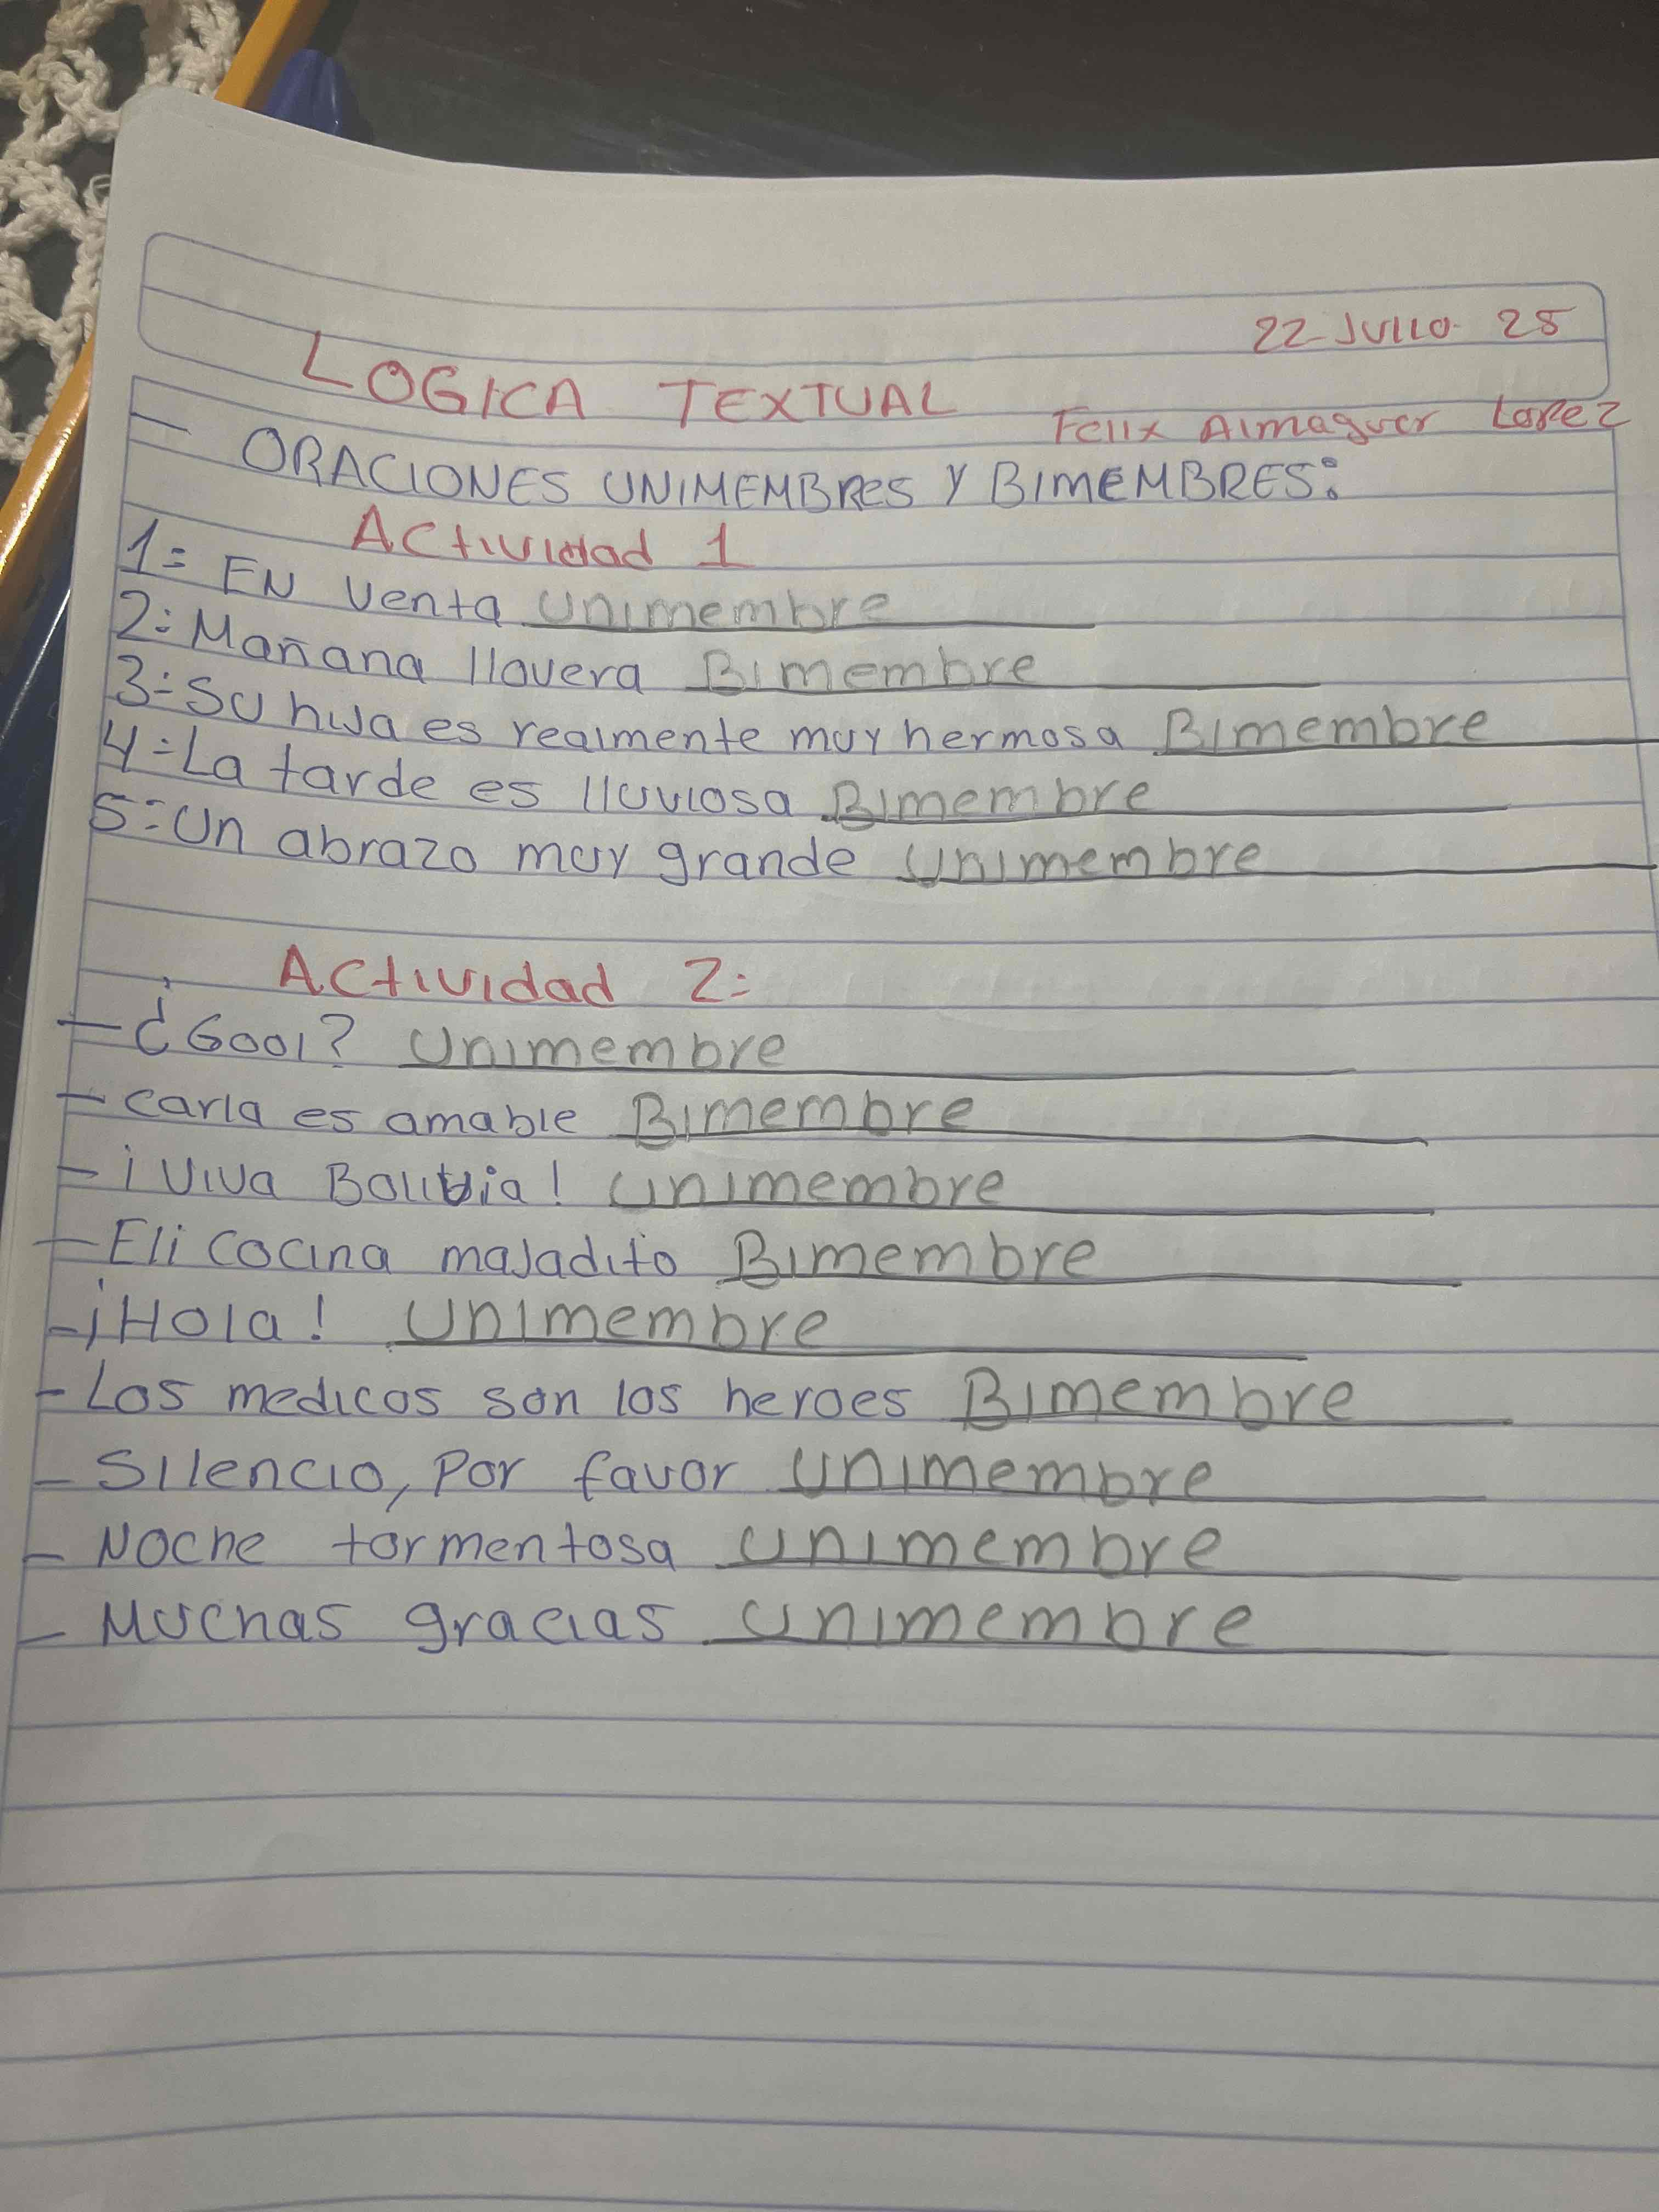 22-JULIO-25
LOGICA TEXTUAL
Felix Almaguer Lopez
- ORACIONES UNIMEMBRES Y BIMEMBRES:
Actividad 1
1= EN Venta Unimembre
2= Mañana llovera Bimembre
3= Su hija es realmente muy hermosa Bimembre
4= La tarde es lluviosa Bimembre
5= Un abrazo muy grande Unimembre
Actividad 2=
- ¿Gool? Unimembre
- carla es amable Bimembre
- ¡Viva Bolivia! Unimembre
- Eli cocina majadito Bimembre
- ¡Hola! Unimembre
- Los medicos son los heroes Bimembre
- Silencio, Por favor Unimembre
- Noche tormentosa Unimembre
- Muchas gracias Unimembre